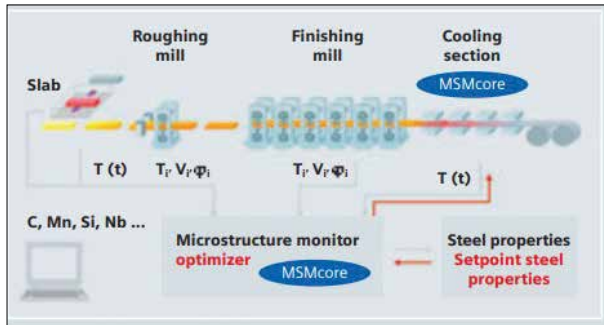 Roughing
mill
Finishing
mill
Cooling
section
MSMcore
Slab
T (t)
Ti, Vi, φi
Ti, Vi, φi
T (t)
C, Mn, Si, Nb ...
Microstructure monitor
optimizer
MSMcore
Steel properties
Setpoint steel
properties